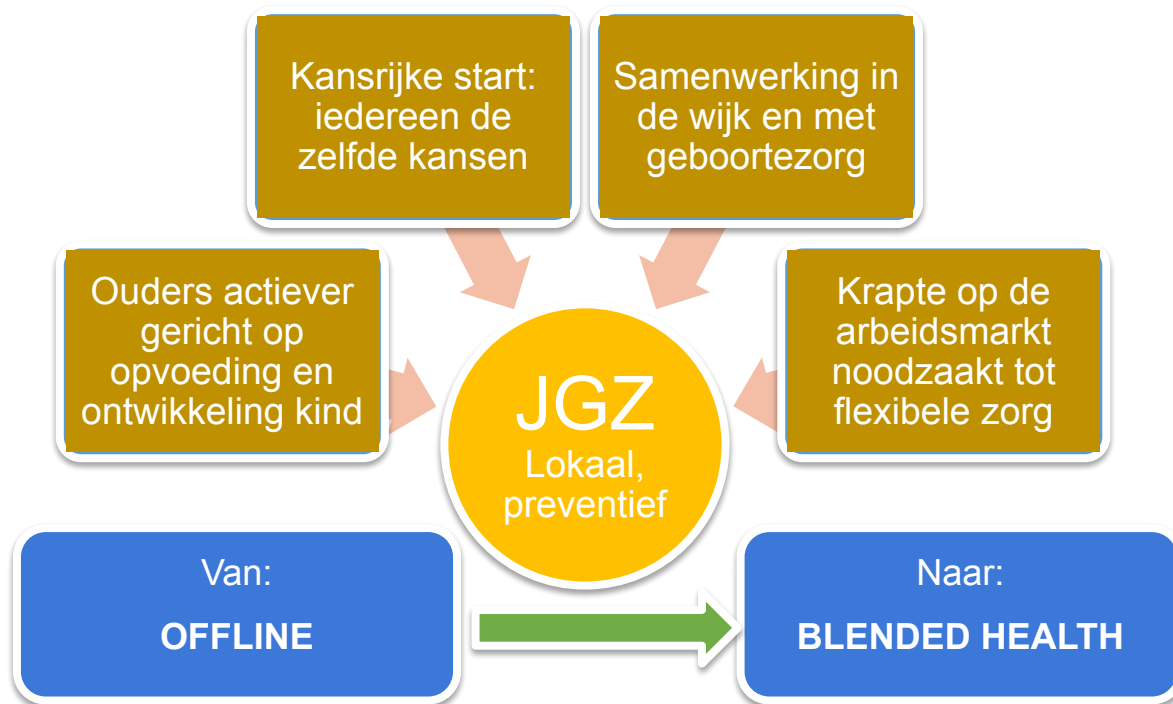 Kansrijke start:
iedereen de
zelfde kansen
Samenwerking in
de wijk en met
geboortezorg
Ouders actiever
gericht op
opvoeding en
ontwikkeling kind
Krapte op de
arbeidsmarkt
noodzaakt tot
flexibele zorg
JGZ
Lokaal,
preventief
Van:
OFFLINE
Naar:
BLENDED HEALTH